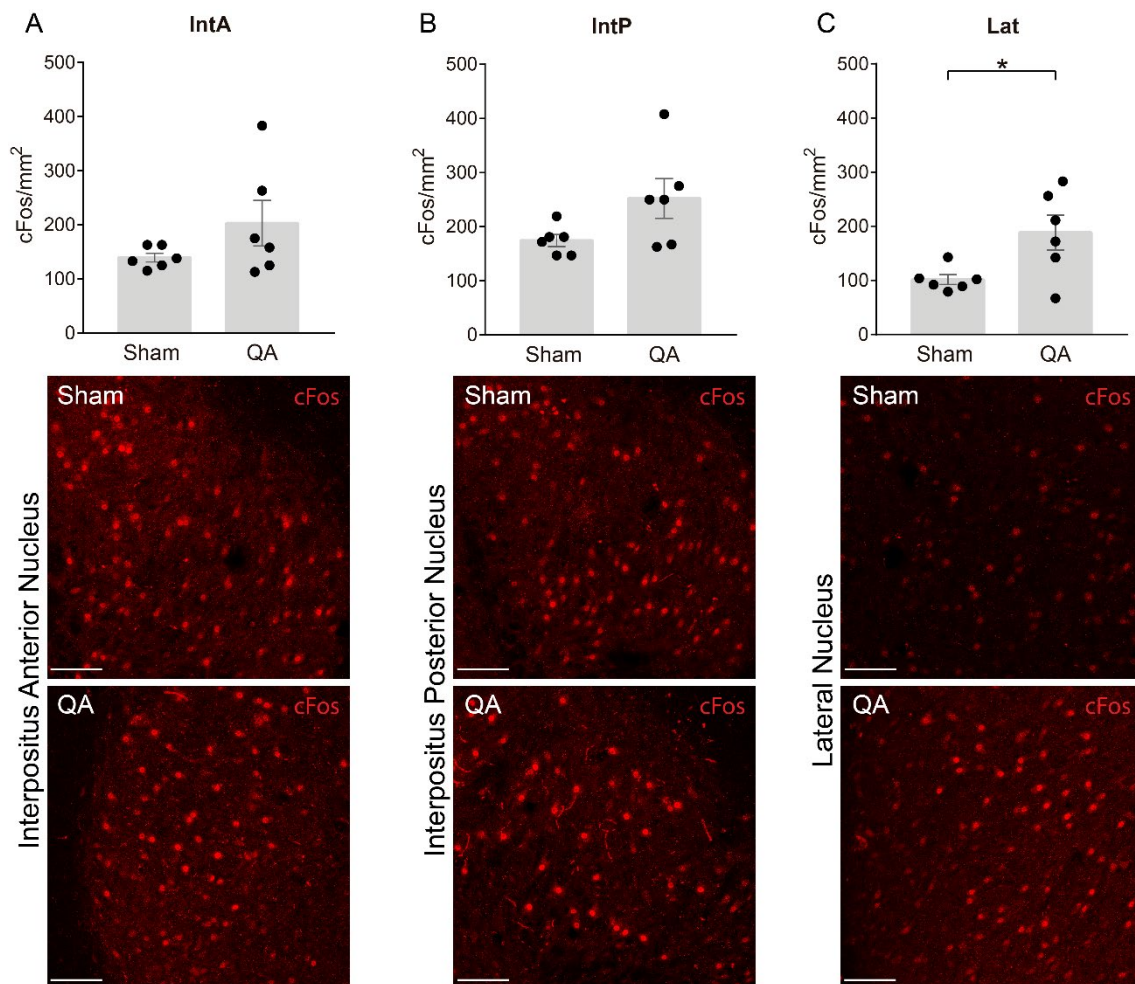 A
IntA
cFos/mm²
500
400
300
200
100
0
Sham
QA
B
IntP
cFos/mm²
500
400
300
200
100
0
Sham
QA
C
Lat
cFos/mm²
500
400
300
200
100
0
*
Sham
QA
Interpositus Anterior Nucleus
Sham
cFos
QA
cFos
Interpositus Posterior Nucleus
Sham
cFos
QA
cFos
Lateral Nucleus
Sham
cFos
QA
cFos